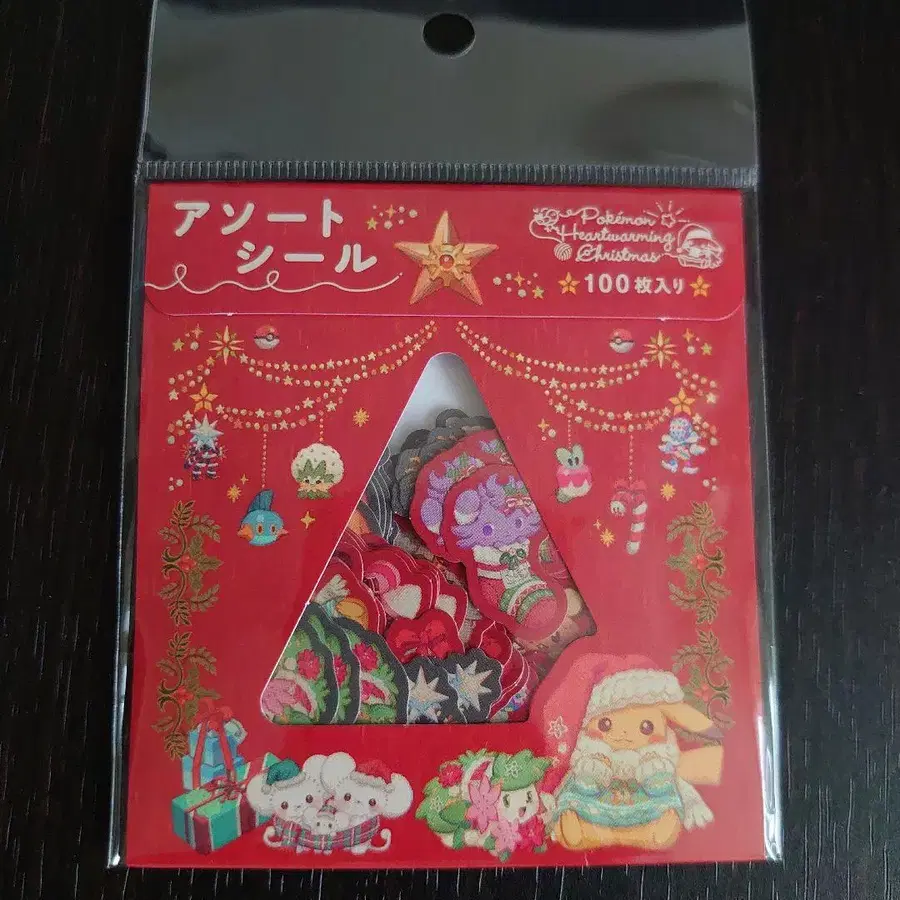 アソート
シール
Pokémon
Heartwarming
Christmas
100枚入り